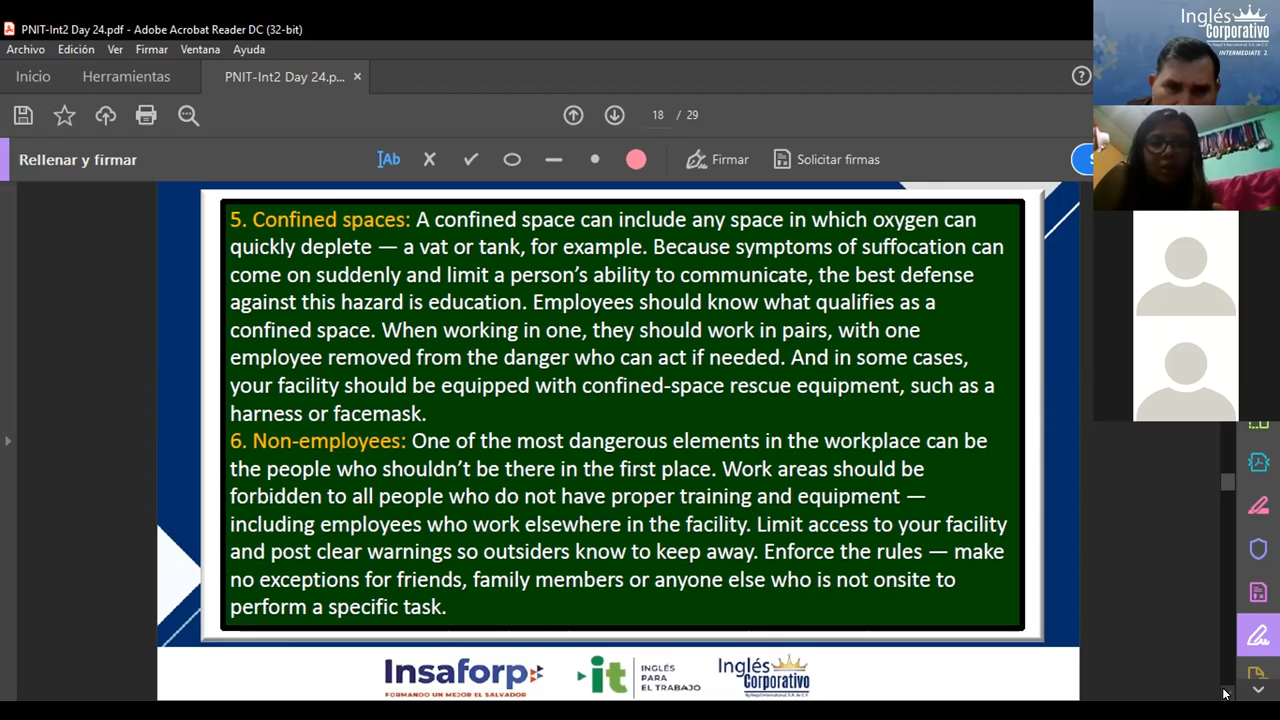 PNIT-Int2 Day 24.pdf - Adobe Acrobat Reader DC (32-bit)
Archivo Edición Ver Firmar Ventana Ayuda
Inicio Herramientas PNIT-Int2 Day 24.p... ×
18 / 29
Rellenar y firmar
Ab Firmar Solicitar firmas
Inglés
Corporativo
By Nequi International, S.A. de C.V.
INTERMEDIATE 2
5. Confined spaces: A confined space can include any space in which oxygen can
quickly deplete — a vat or tank, for example. Because symptoms of suffocation can
come on suddenly and limit a person’s ability to communicate, the best defense
against this hazard is education. Employees should know what qualifies as a
confined space. When working in one, they should work in pairs, with one
employee removed from the danger who can act if needed. And in some cases,
your facility should be equipped with confined-space rescue equipment, such as a
harness or facemask.
6. Non-employees: One of the most dangerous elements in the workplace can be
the people who shouldn’t be there in the first place. Work areas should be
forbidden to all people who do not have proper training and equipment —
including employees who work elsewhere in the facility. Limit access to your facility
and post clear warnings so outsiders know to keep away. Enforce the rules — make
no exceptions for friends, family members or anyone else who is not onsite to
perform a specific task.
Insaforp
FORMANDO UN MEJOR EL SALVADOR
it
INGLÉS
PARA
EL TRABAJO
Inglés
Corporativo